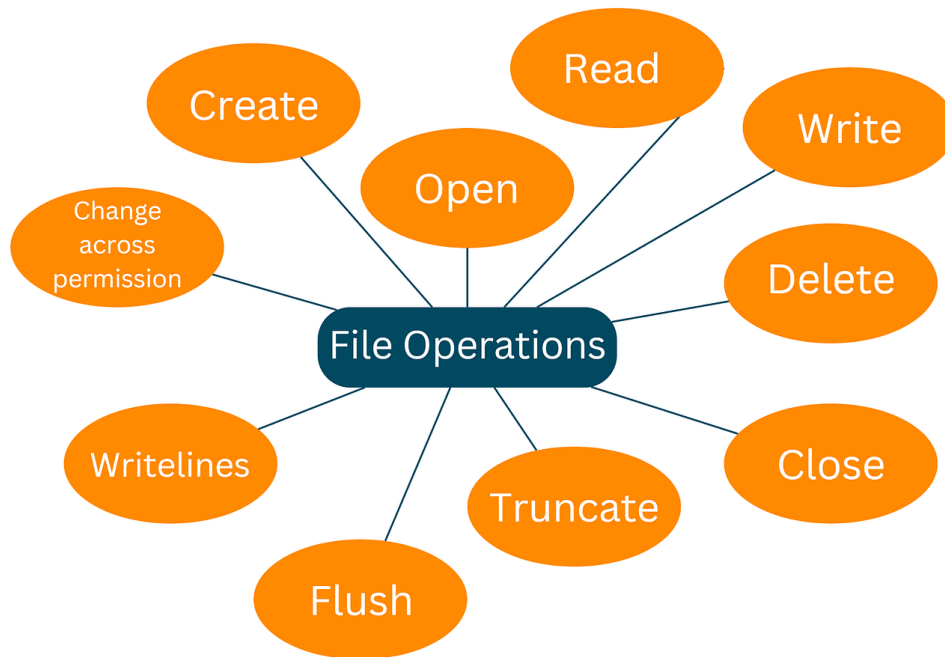 Read
Create
Write
Open
Change
across
permission
Delete
File Operations
Writelines
Close
Truncate
Flush